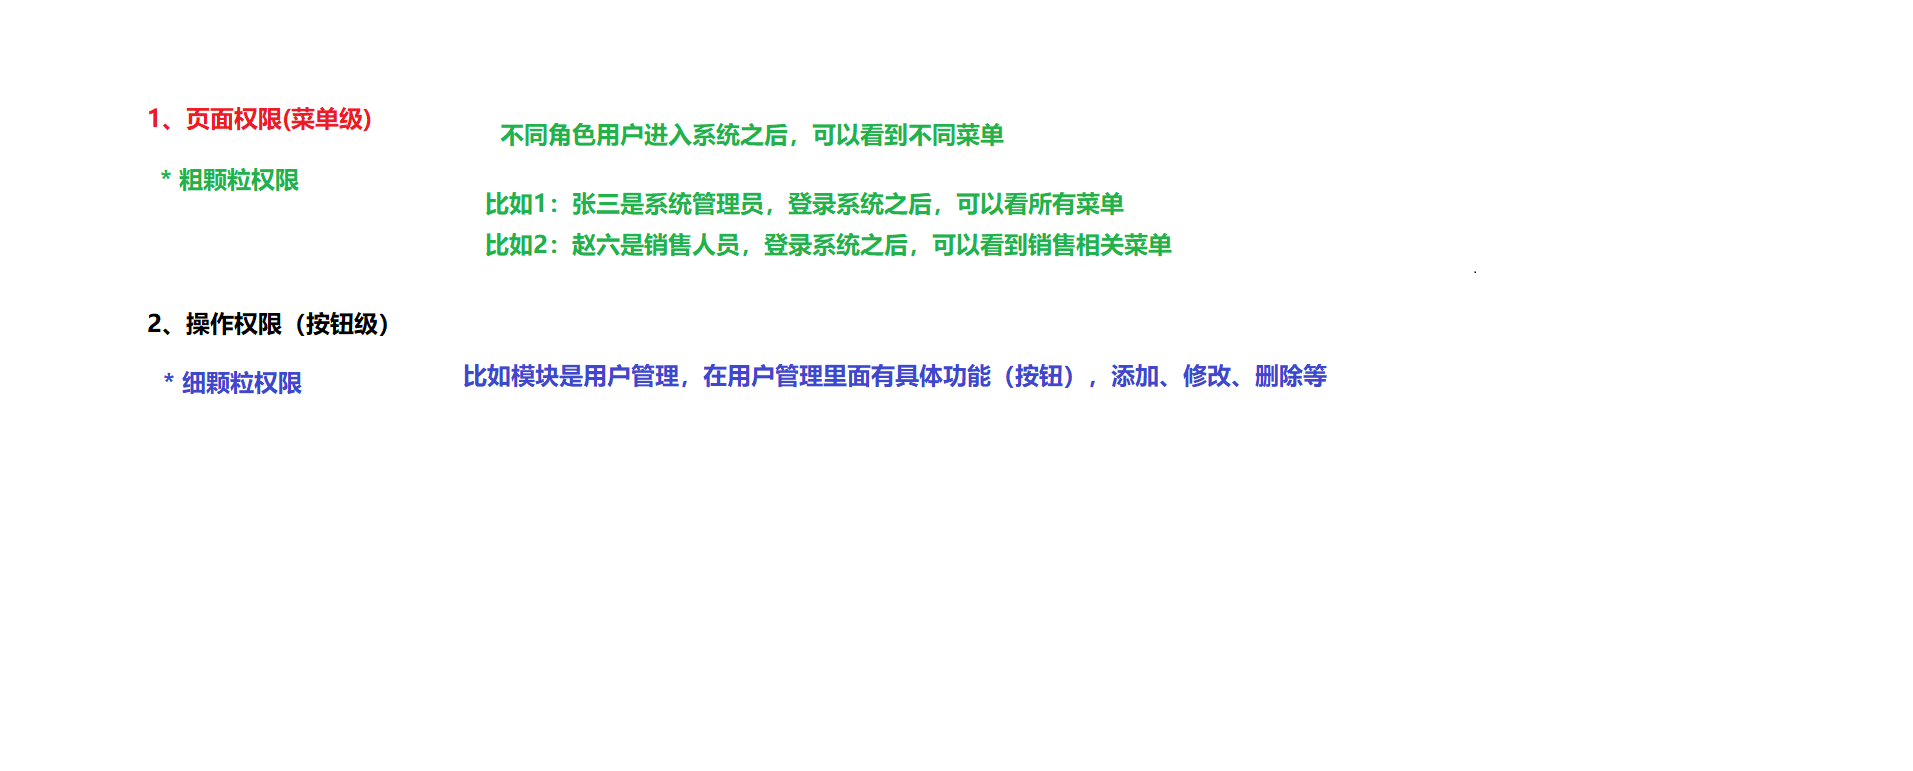 1、页面权限(菜单级)
不同角色用户进入系统之后，可以看到不同菜单
* 粗颗粒权限
比如1：张三是系统管理员，登录系统之后，可以看所有菜单
比如2：赵六是销售人员，登录系统之后，可以看到销售相关菜单
2、操作权限（按钮级）
* 细颗粒权限
比如模块是用户管理，在用户管理里面有具体功能（按钮），添加、修改、删除等